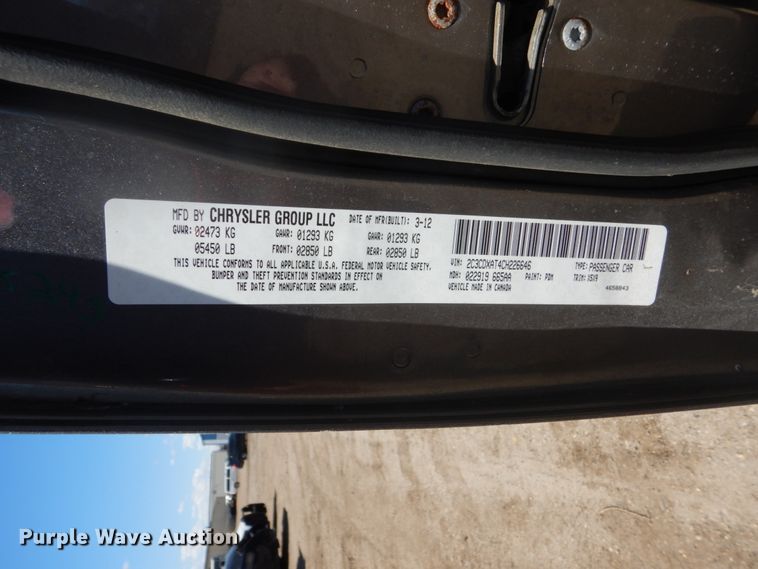 MFD BY CHRYSLER GROUP LLC DATE OF MFR(BUILT): 3-12
GVWR: 02473 KG GAWR: 01293 KG GAWR: 01293 KG
05450 LB FRONT: 02850 LB REAR: 02850 LB
THIS VEHICLE CONFORMS TO ALL APPLICABLE U.S.A. FEDERAL MOTOR VEHICLE SAFETY,
BUMPER AND THEFT PREVENTION STANDARDS IN EFFECT ON
THE DATE OF MANUFACTURE SHOWN ABOVE.
VIN: 2C3CDXAT4CH226646 TYPE: PASSENGER CAR
MDH: 022919 665AA PAINT: PDM TRIM: X5X9
VEHICLE MADE IN CANADA 4658843
Purple Wave Auction